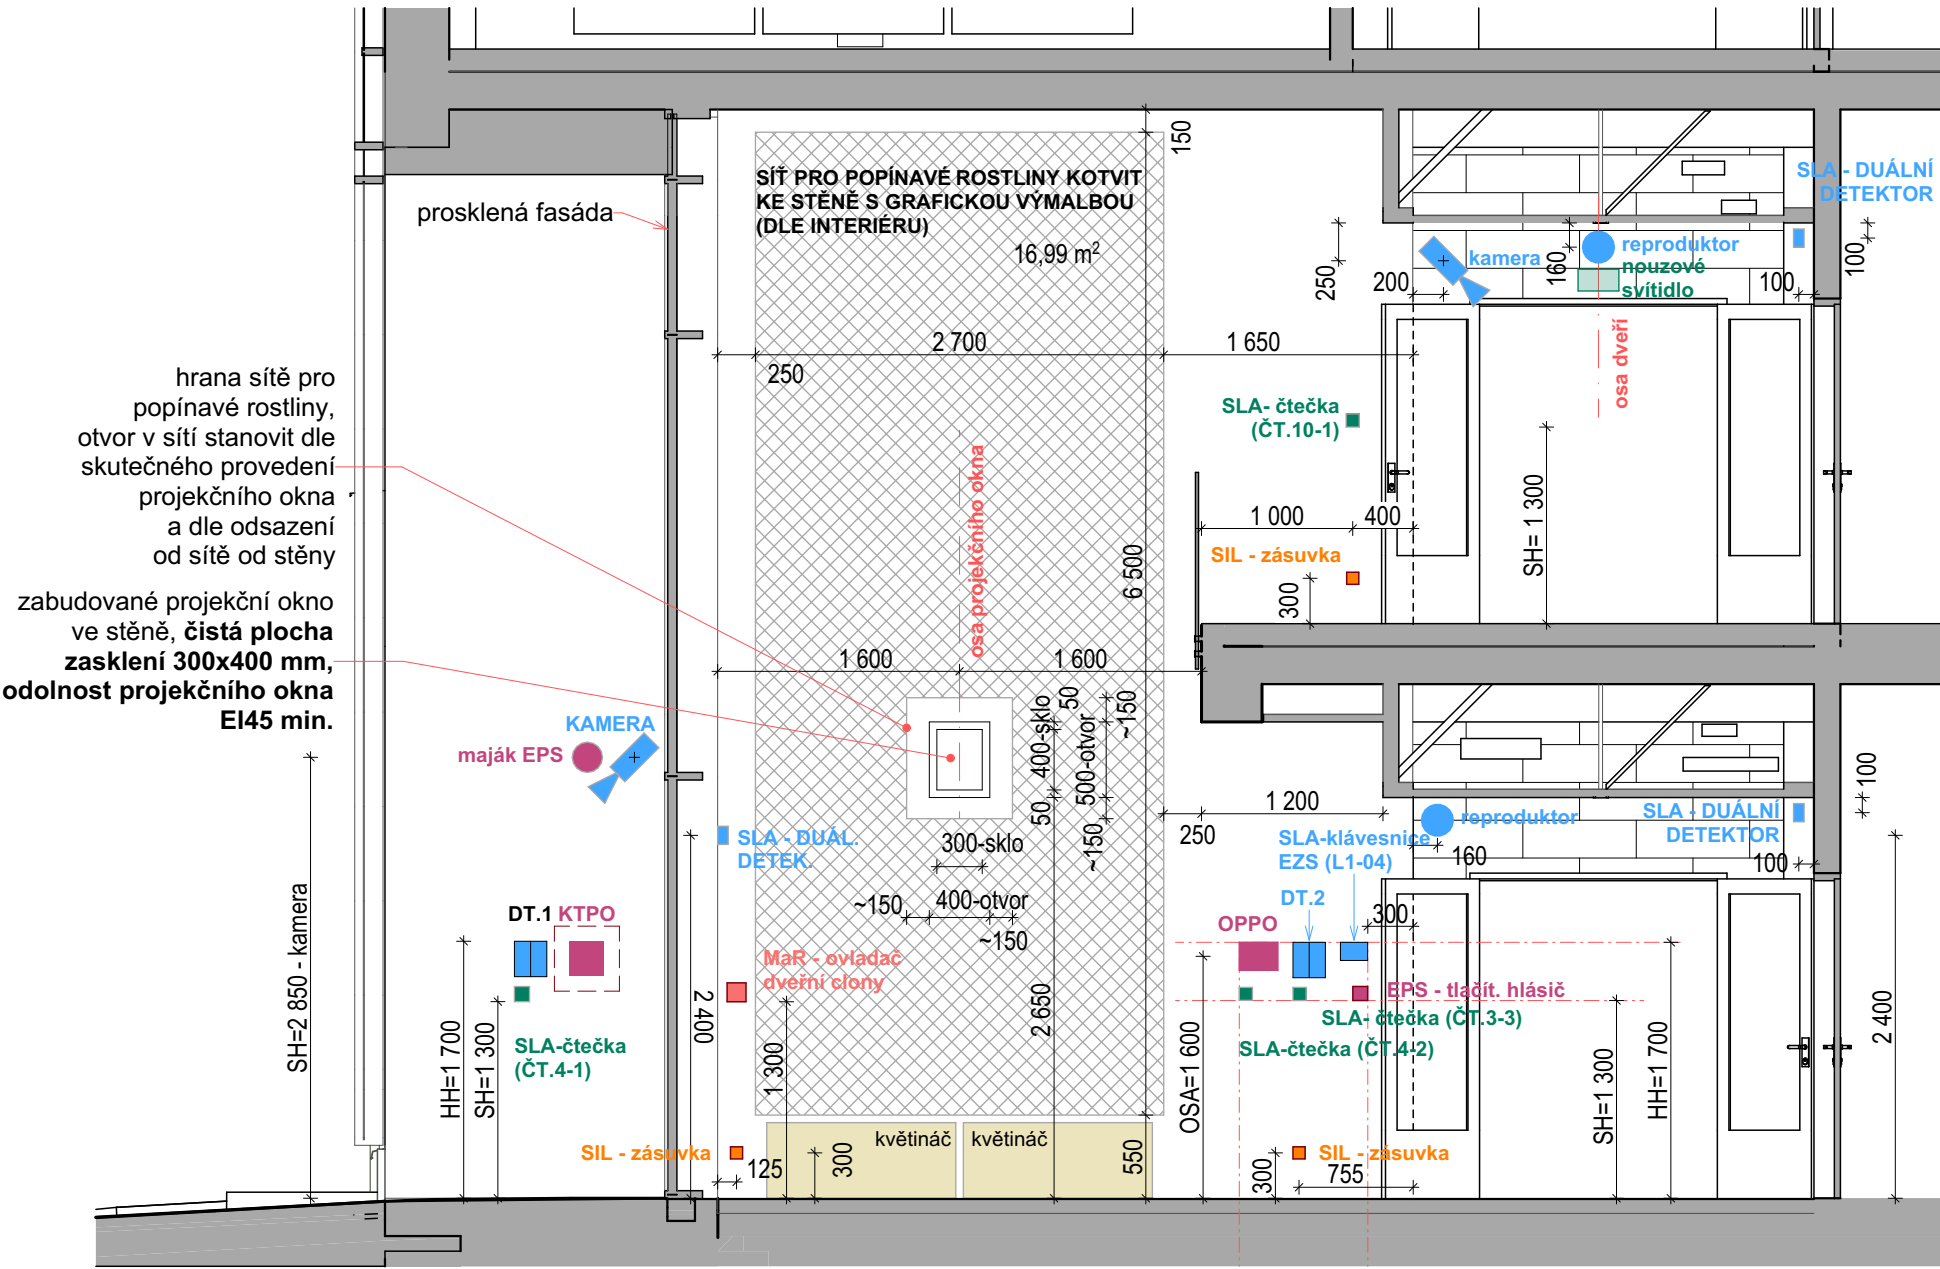 SÍŤ PRO POPÍNAVÉ ROSTLINY KOTVIT
KE STĚNĚ S GRAFICKOU VÝMALBOU
(DLE INTERIÉRU)
16,99 m²
150
prosklená fasáda
SLA - DUÁLNÍ
DETEKTOR
reproduktor
nouzové
svítidlo
kamera
250
200
160
100
100
osa dveří
2 700
1 650
250
hrana sítě pro
popínavé rostliny,
otvor v sítí stanovit dle
skutečného provedení
projekčního okna
a dle odsazení
od sítě od stěny
SLA- čtečka
(ČT.10-1)
osa projekčního okna
1 000
400
SH= 1 300
SIL - zásuvka
300
6 500
zabudované projekční okno
ve stěně, čistá plocha
zasklení 300x400 mm,
odolnost projekčního okna
EI45 min.
1 600
1 600
KAMERA
maják EPS
50
400-sklo
50
500-otvor
~150
~150
300-sklo
400-otvor
~150
~150
1 200
250
SLA - DUÁL.
DETEK.
SLA-klávesnice
EZS (L1-04)
reproduktor
160
SLA - DUÁLNÍ
DETEKTOR
100
100
SH=2 850 - kamera
DT.1
KTPO
DT.2
OPPO
300
MaR - ovladač
dveřní clony
EPS - tlačít. hlásič
SLA- čtečka (ČT.3-3)
SLA-čtečka (ČT.4-2)
SLA-čtečka
(ČT.4-1)
HH=1 700
SH=1 300
2 400
1 300
2 650
OSA=1 600
SH=1 300
HH=1 700
2 400
SIL - zásuvka
125
300
květináč
květináč
550
300
SIL - zásuvka
755